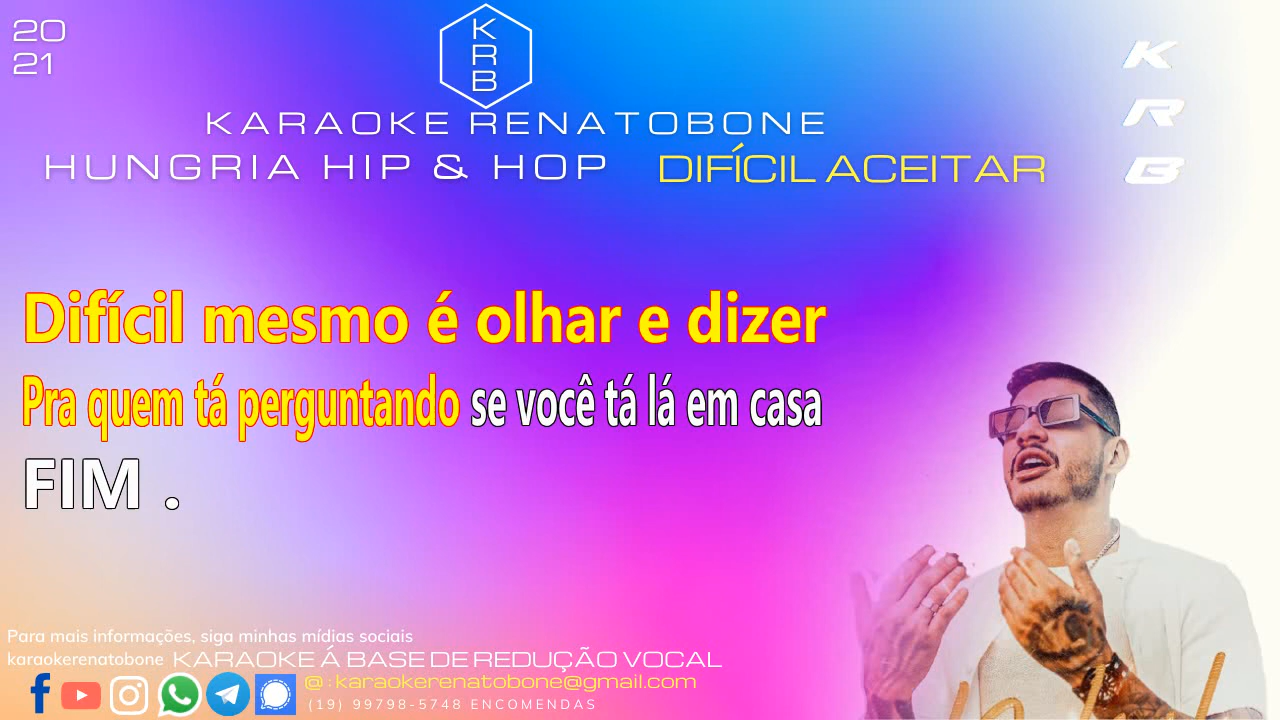 20
21
K
R
B
KARAOKE RENATOBONE
HUNGRIA HIP & HOP DIFÍCIL ACEITAR
K
R
B
Difícil mesmo é olhar e dizer
Pra quem tá perguntando se você tá lá em casa
FIM .
Para mais informações, siga minhas mídias sociais
karaokerenatobone KARAOKE Á BASE DE REDUÇÃO VOCAL
@ : karaokerenatobone@gmail.com
(19) 99798-5748 ENCOMENDAS